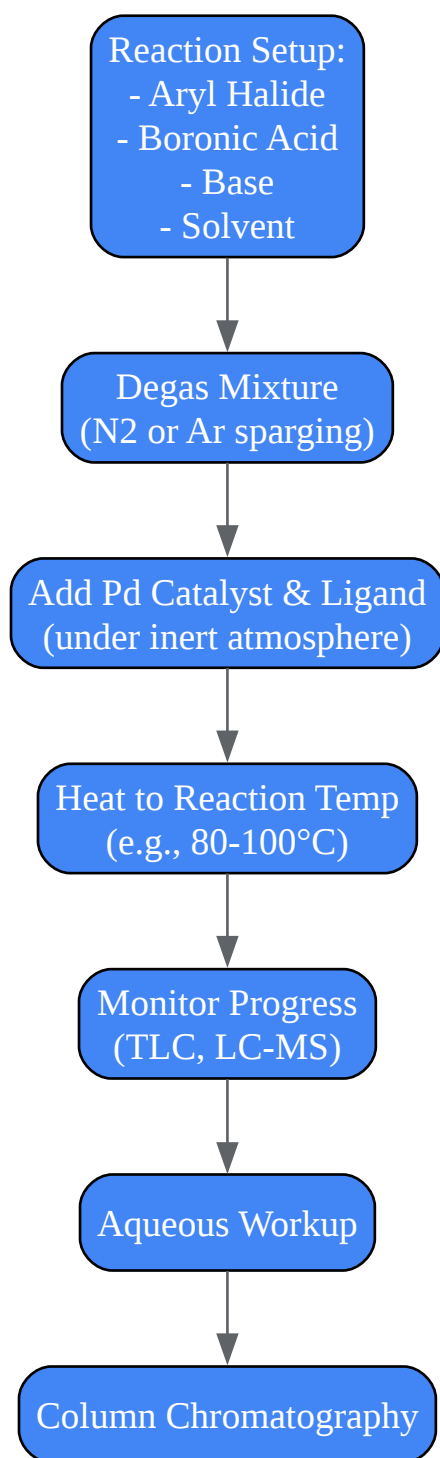 Reaction Setup:
- Aryl Halide
- Boronic Acid
- Base
- Solvent
Degas Mixture
(N2 or Ar sparging)
Add Pd Catalyst & Ligand
(under inert atmosphere)
Heat to Reaction Temp
(e.g., 80-100°C)
Monitor Progress
(TLC, LC-MS)
Aqueous Workup
Column Chromatography